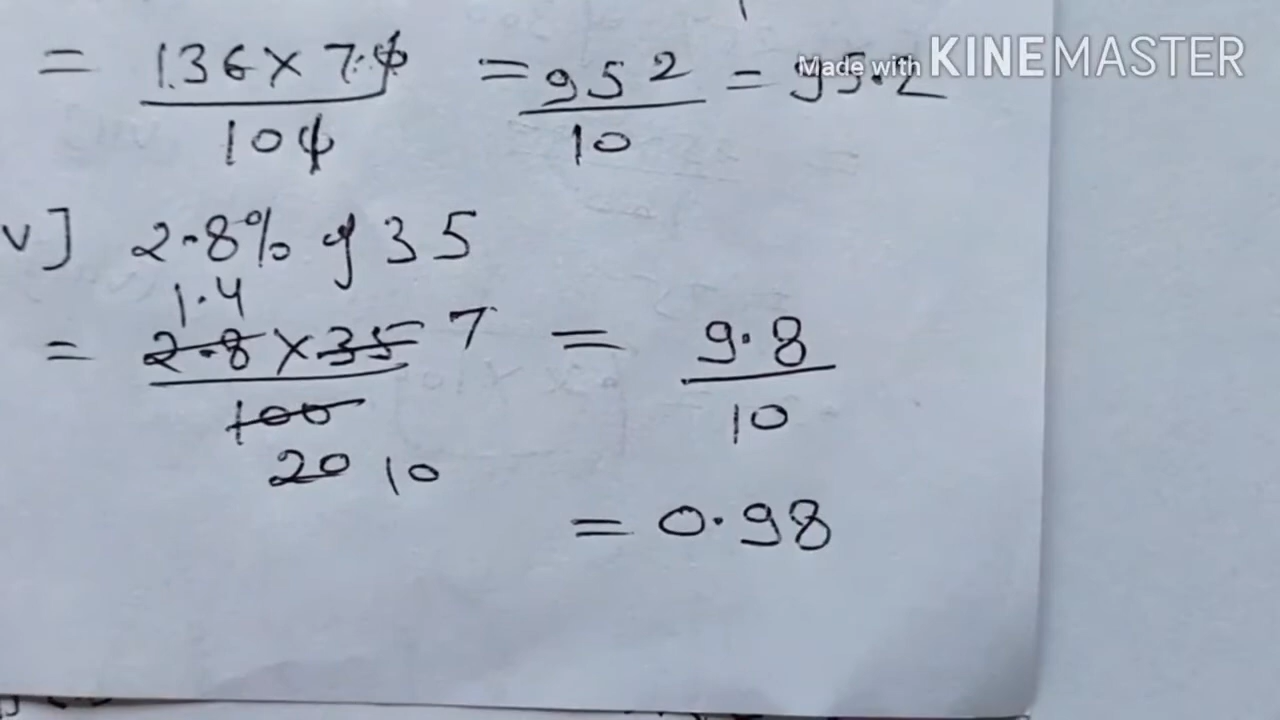 = 136 × 7.0 / 100 = 952 / 10 = 95.2
Made with KINEMASTER
v] 2.8% of 35
1.4
= 2.8 × 35 7 / 100 = 9.8 / 10
20 10
= 0.98